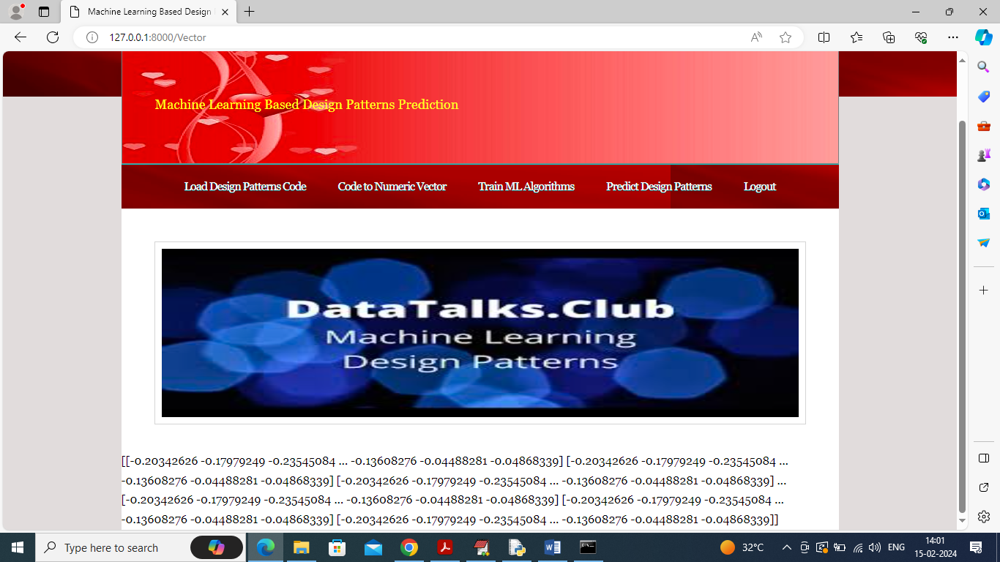 Machine Learning Based Design
127.0.0.1:8000/Vector
Machine Learning Based Design Patterns Prediction
Load Design Patterns Code Code to Numeric Vector Train ML Algorithms Predict Design Patterns Logout
DataTalks.Club
Machine Learning
Design Patterns
[[-0.20342626 -0.17979249 -0.23545084 ... -0.13608276 -0.04488281 -0.04868339] [-0.20342626 -0.17979249 -0.23545084 ...
-0.13608276 -0.04488281 -0.04868339] [-0.20342626 -0.17979249 -0.23545084 ... -0.13608276 -0.04488281 -0.04868339] ...
[-0.20342626 -0.17979249 -0.23545084 ... -0.13608276 -0.04488281 -0.04868339] [-0.20342626 -0.17979249 -0.23545084 ...
-0.13608276 -0.04488281 -0.04868339] [-0.20342626 -0.17979249 -0.23545084 ... -0.13608276 -0.04488281 -0.04868339]]
Type here to search
32°C
ENG
14:01
15-02-2024